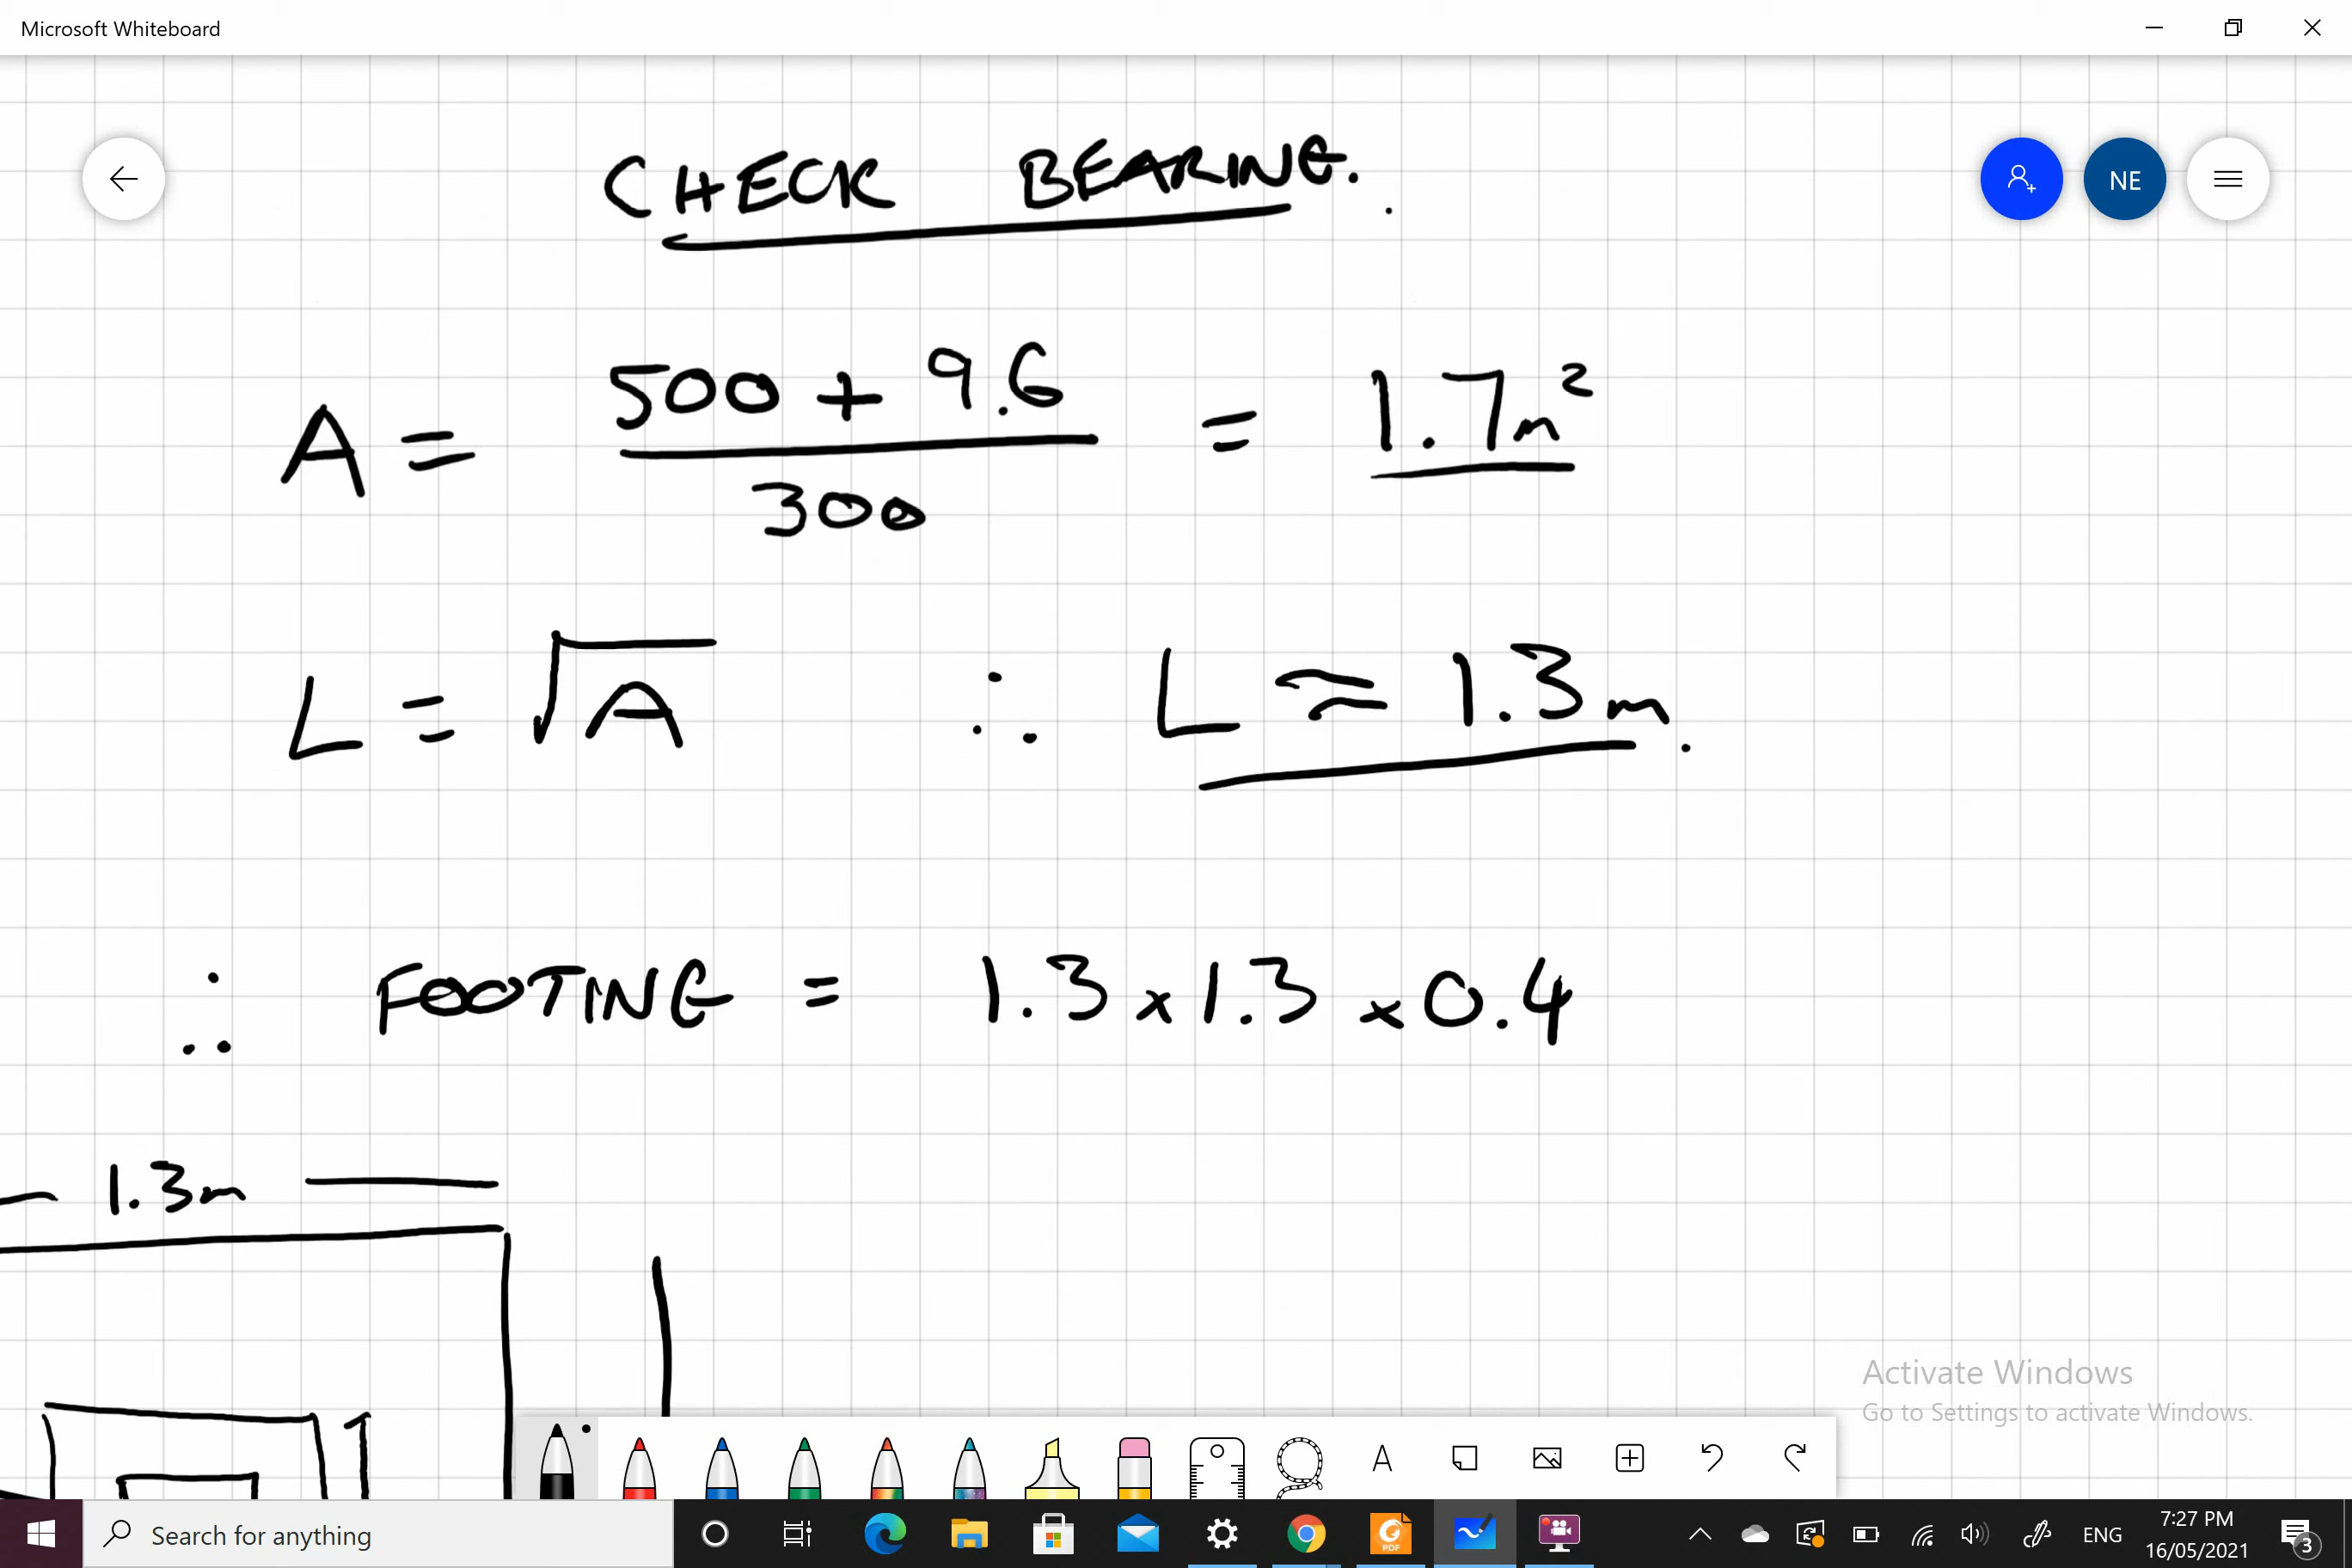 Microsoft Whiteboard
CHECK BEARING.
NE
A = 500 + 9.6 / 300 = 1.7m²
L = √A ∴ L ≈ 1.3m.
∴ FOOTING = 1.3 x 1.3 x 0.4
1.3m
Activate Windows
Go to Settings to activate Windows.
A
Search for anything
PDF
ENG
7:27 PM
16/05/2021
3